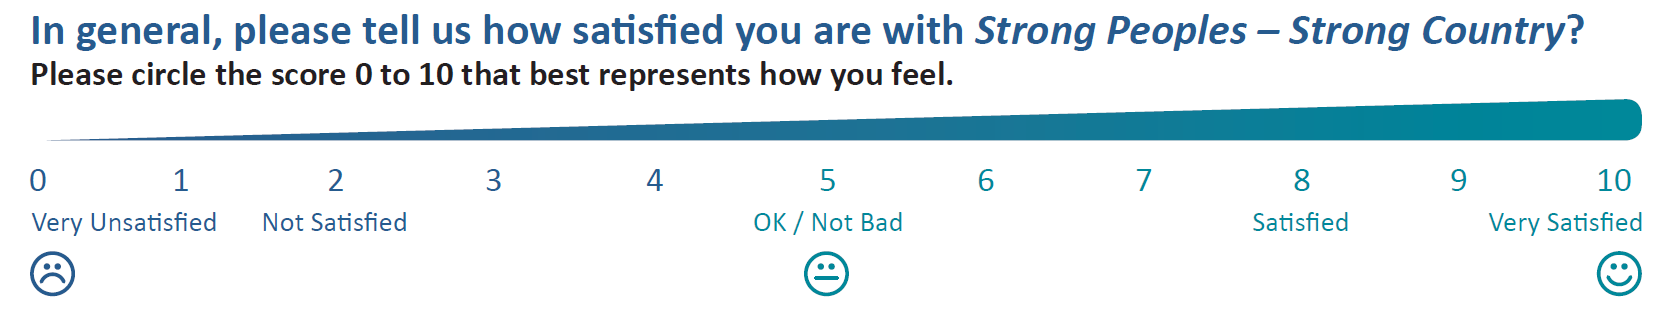 In general, please tell us how satisfied you are with Strong Peoples – Strong Country?
Please circle the score 0 to 10 that best represents how you feel.
0 1 2 3 4 5 6 7 8 9 10
Very Unsatisfied Not Satisfied OK / Not Bad Satisfied Very Satisfied